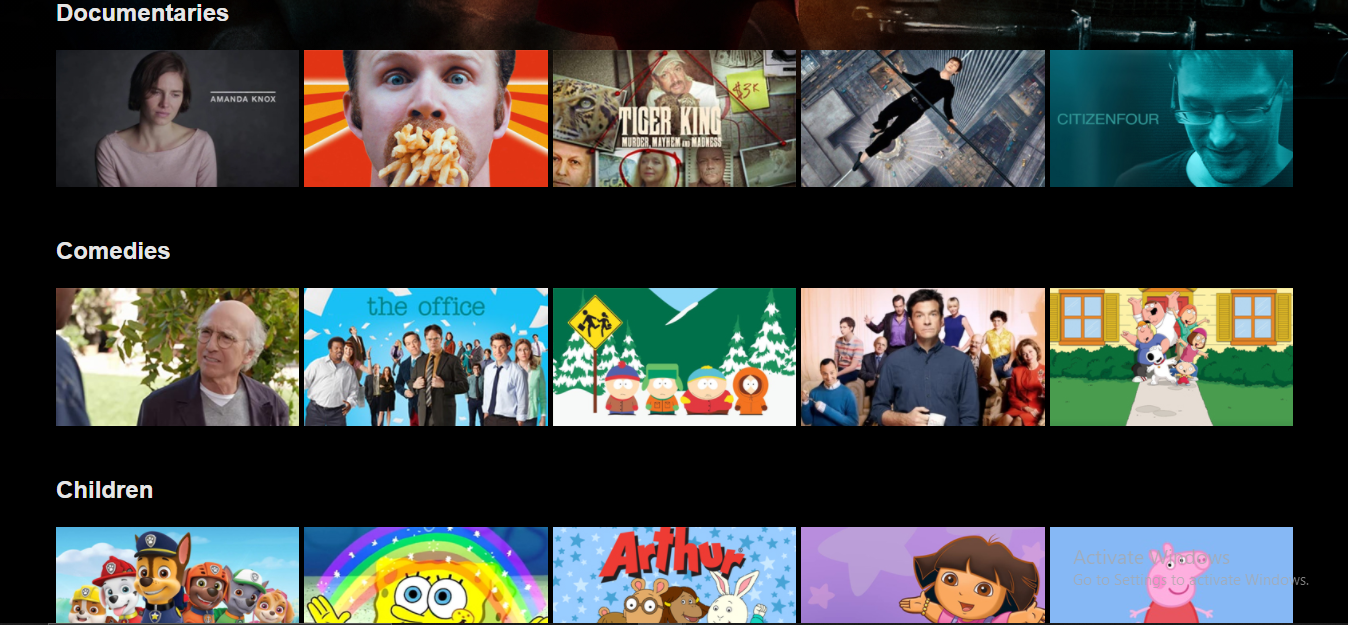 Documentaries
AMANDA KNOX
TIGER KING
MURDER, MAYHEM AND MADNESS
$3K
CITIZENFOUR
Comedies
the office
Children
Arthur
Activate Windows
Go to Settings to activate Windows.